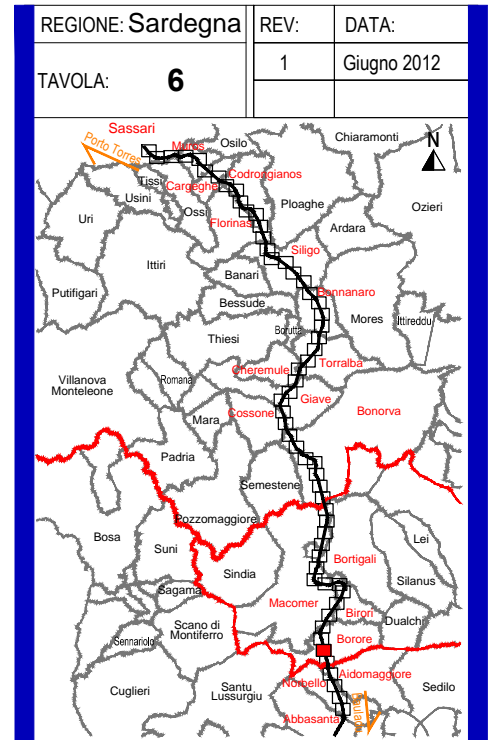 REGIONE: Sardegna
REV:
DATA:
TAVOLA: 6
1
Giugno 2012
Sassari
Porto Torres
Muros
Osilo
Chiaramonti
N
Tissi
Cargeghe
Codrongianos
Usini
Ossi
Ploaghe
Ozieri
Uri
Florinas
Ardara
Siligo
Ittiri
Banari
Bonnanaro
Putifigari
Bessude
Mores
Ittireddu
Thiesi
Borutta
Cheremule
Torralba
Villanova
Monteleone
Romana
Giave
Cossone
Bonorva
Mara
Padria
Semestene
Pozzomaggiore
Bosa
Suni
Lei
Bortigali
Sindia
Silanus
Sagama
Macomer
Birori
Dualchi
Scano di
Montiferro
Sennariolo
Borore
Aidomaggiore
Norbello
Sedilo
Cuglieri
Santu
Lussurgiu
Abbasanta